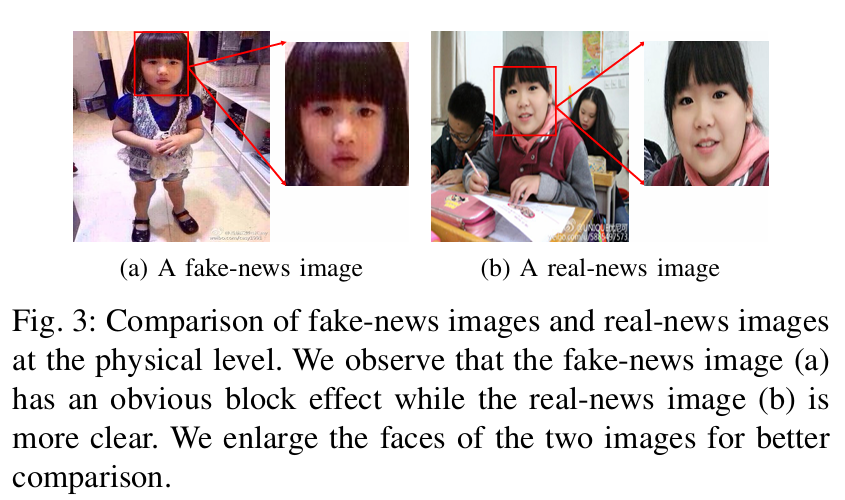 (a) A fake-news image
(b) A real-news image
Fig. 3: Comparison of fake-news images and real-news images
at the physical level. We observe that the fake-news image (a)
has an obvious block effect while the real-news image (b) is
more clear. We enlarge the faces of the two images for better
comparison.